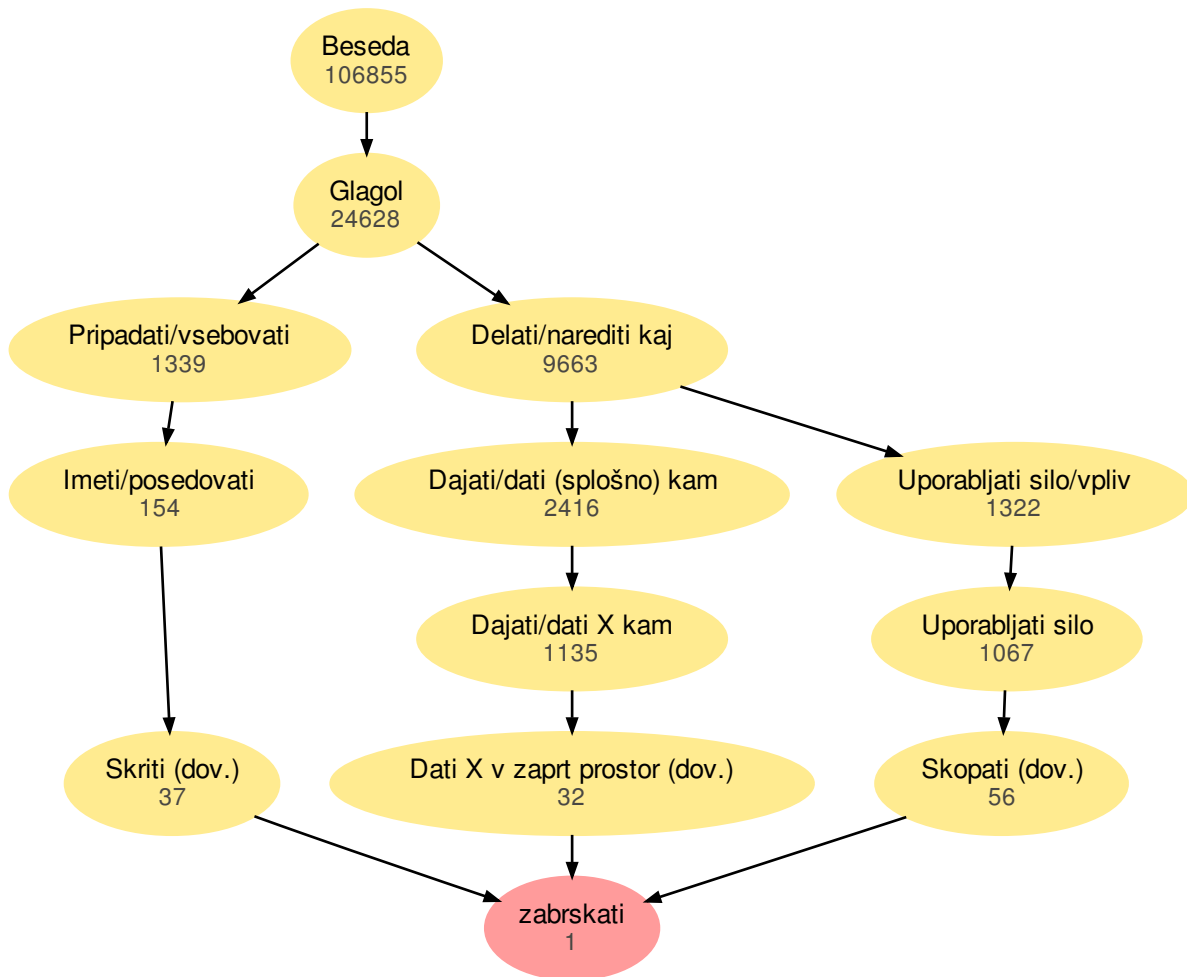 Beseda
106855
Glagol
24628
Pripadati/vsebovati
1339
Delati/narediti kaj
9663
Imeti/posedovati
154
Dajati/dati (splošno) kam
2416
Uporabljati silo/vpliv
1322
Dajati/dati X kam
1135
Uporabljati silo
1067
Skriti (dov.)
37
Dati X v zaprt prostor (dov.)
32
Skopati (dov.)
56
zabrskati
1